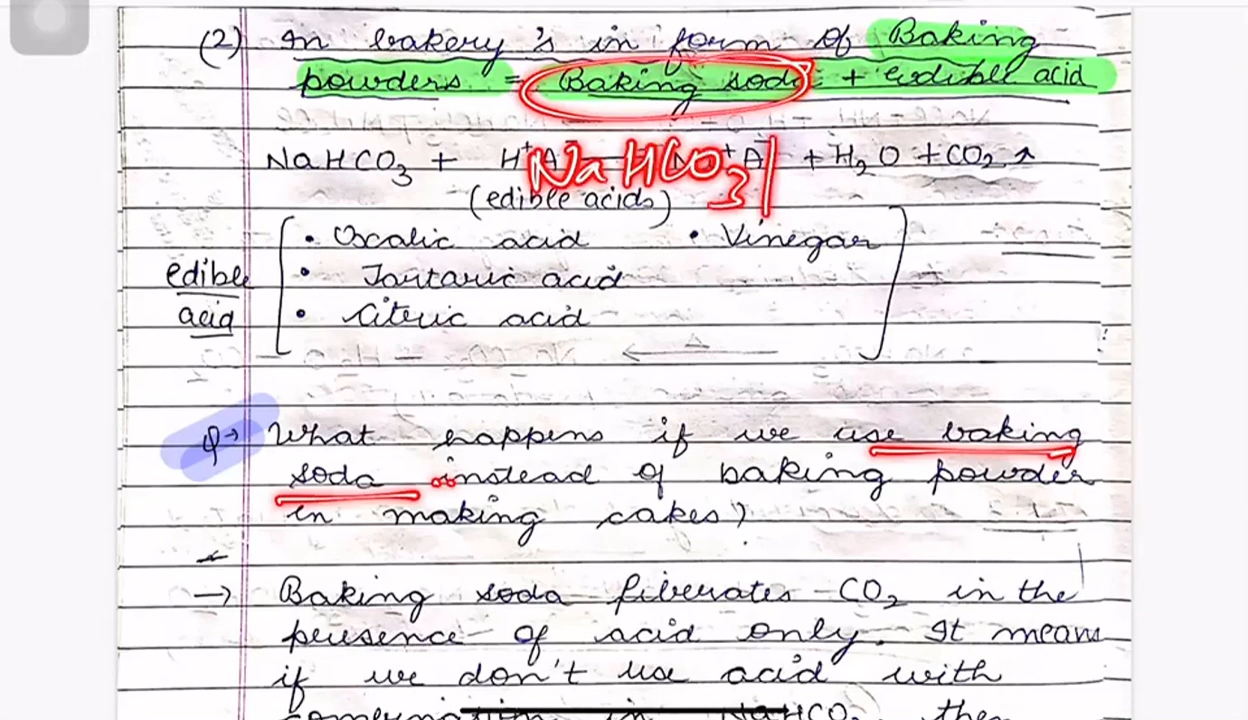 (2) In bakery's in form of Baking
powders = Baking soda + edible acid
NaHCO3 + H+A- + H2O + CO2 ↑
NaHCO3
(edible acids)
• Oxcalic acid • Vinegar
edible • Tartaric acid
acid • Citric acid
Q→ What happens if we use baking
soda instead of baking powder
in making cakes?
→ Baking soda liberates CO2 in the
presence of acid only. It means
if we don't use acid with
NaHCO3 then